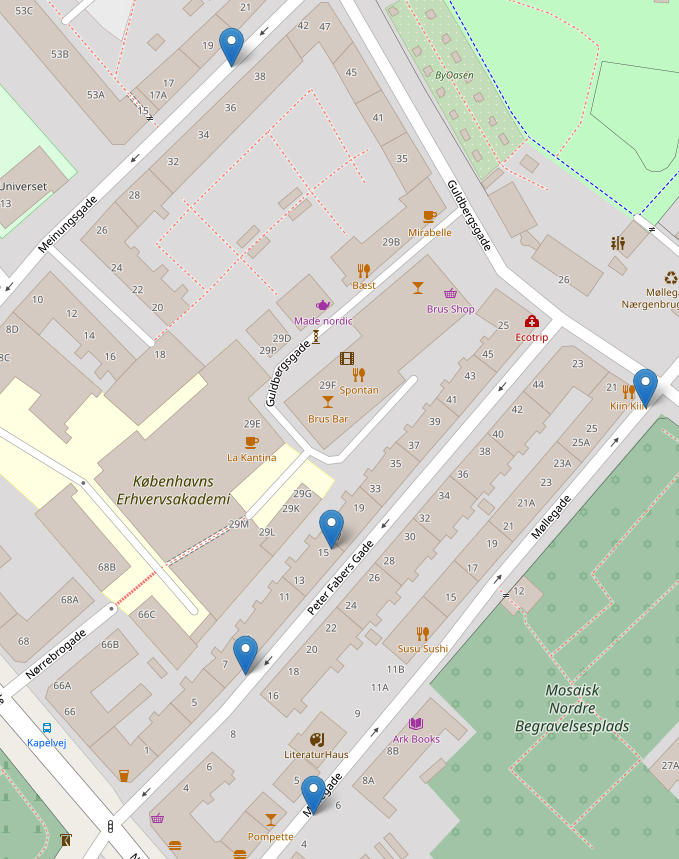 53B
21
42
47
19
38
45
ByOasen
53A
17A
17
15
36
41
34
35
32
Universet
13
28
Meinungsgade
26
Guldbergsgade
Mirabelle
29B
24
22
20
Bæst
26
Brus Shop
Mølleg
Nærgenbrug
10
12
8D
14
16
18
8C
Made nordic
29D
29P
Guldbergsgade
25
Ecotrip
45
43
23
21
Kiin Kiin
29F
Spontan
Brus Bar
41
39
44
42
25
25A
29E
La Kantina
37
35
40
38
23
23A
Københavns
Erhvervsakademi
33
36
34
21A
21
29G
29K
19
29M
29L
15
32
30
19
17
Møllegade
28
26
13
11
Peter Fabers Gade
68B
68A
66C
24
22
20
15
12
68
Nørrebrogade
66B
66A
66
7
5
18
16
Susu Sushi
11B
11A
9
Mosaisk
Nordre
Begravelsesplads
Ark Books
Kapelvej
8
1
6
4
LiteraturHaus
5
8B
8A
6
Møllegade
Pompette
4
27A